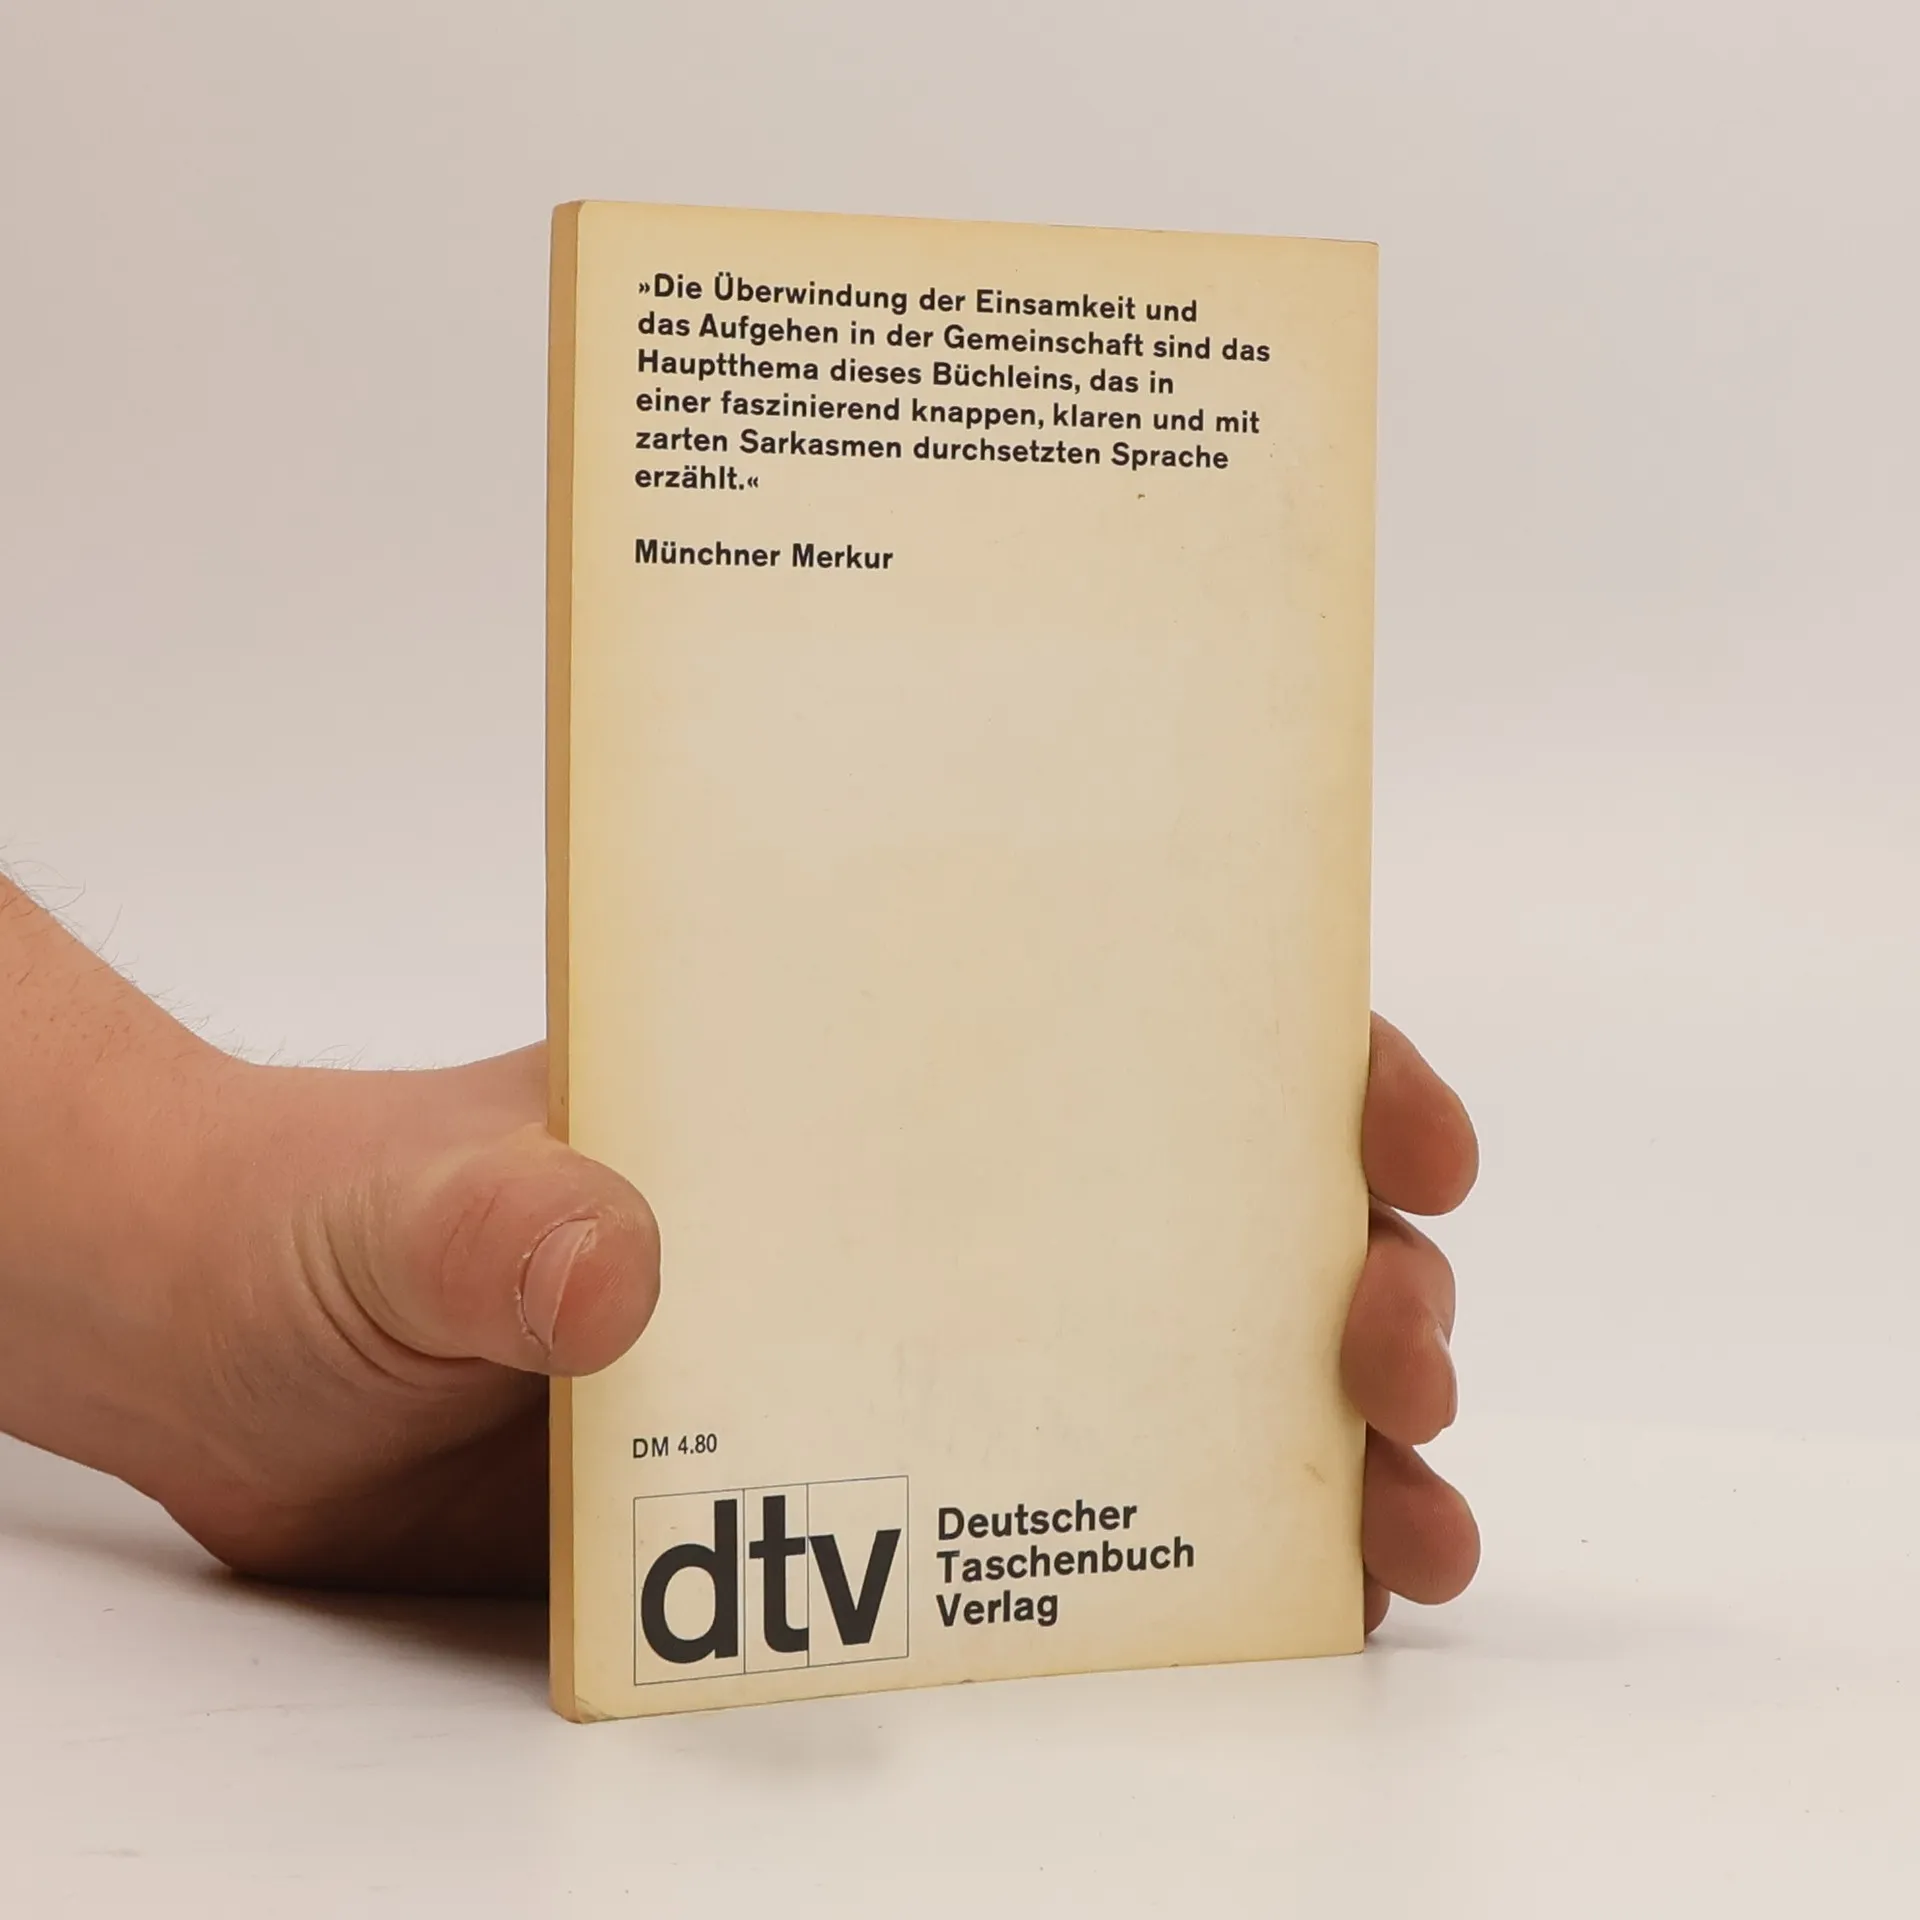 »Die Überwindung der Einsamkeit und
das Aufgehen in der Gemeinschaft sind das
Hauptthema dieses Büchleins, das in
einer faszinierend knappen, klaren und mit
zarten Sarkasmen durchsetzten Sprache
erzählt.«
Münchner Merkur
DM 4.80
dtv
Deutscher
Taschenbuch
Verlag